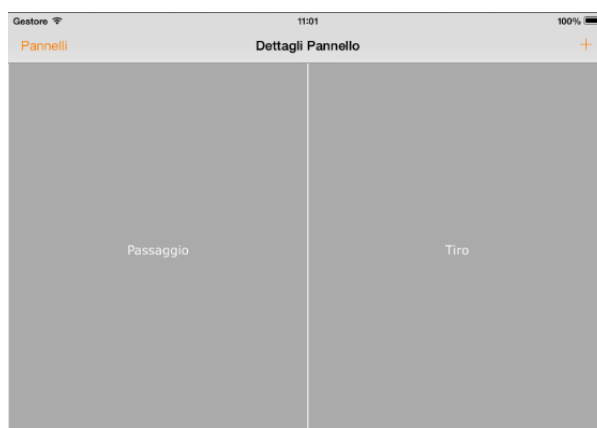 Gestore 11:01 100%
Pannelli Dettagli Pannello +
Passaggio Tiro